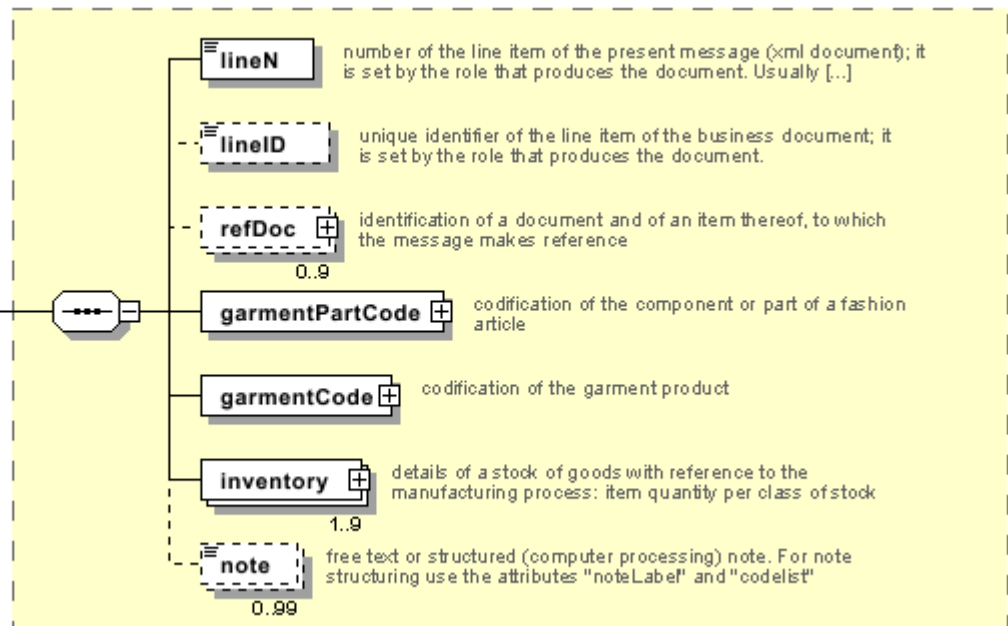 lineN
number of the line item of the present message (xml document); it
is set by the role that produces the document. Usually [...]
lineID
unique identifier of the line item of the business document; it
is set by the role that produces the document.
refDoc
0..9
identification of a document and of an item thereof, to which
the message makes reference
garmentPartCode
codification of the component or part of a fashion
article
garmentCode
codification of the garment product
inventory
1..9
details of a stock of goods with reference to the
manufacturing process: item quantity per class of stock
note
0..99
free text or structured (computer processing) note. For note
structuring use the attributes "noteLabel" and "codelist"